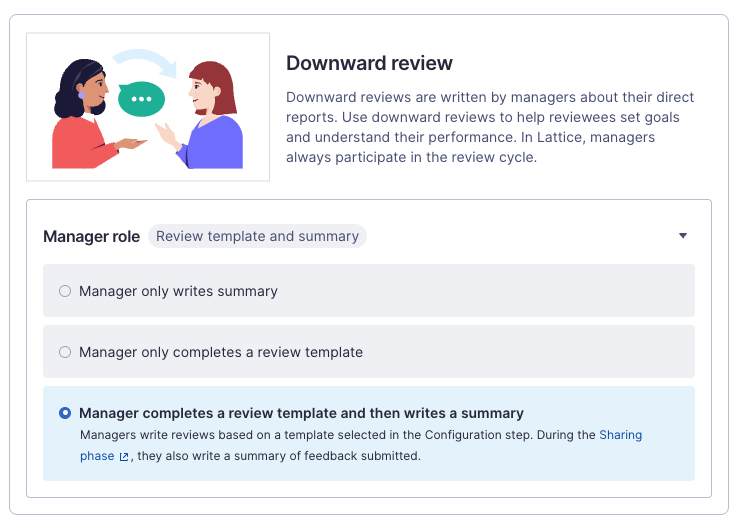 Downward review
Downward reviews are written by managers about their direct
reports. Use downward reviews to help reviewees set goals
and understand their performance. In Lattice, managers
always participate in the review cycle.
Manager role Review template and summary
Manager only writes summary
Manager only completes a review template
Manager completes a review template and then writes a summary
Managers write reviews based on a template selected in the Configuration step. During the Sharing
phase , they also write a summary of feedback submitted.